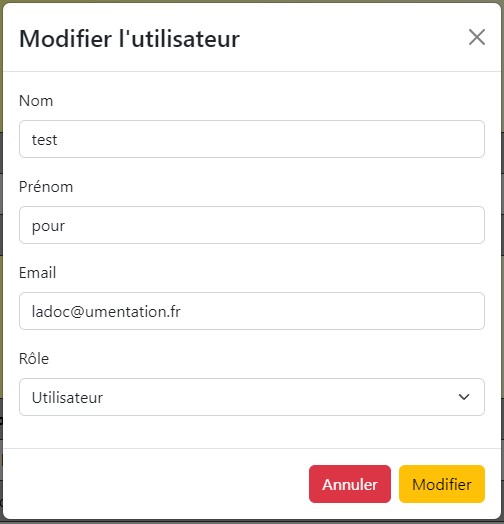 Modifier l'utilisateur
Nom
test
Prénom
pour
Email
ladoc@umentation.fr
Rôle
Utilisateur
Annuler Modifier